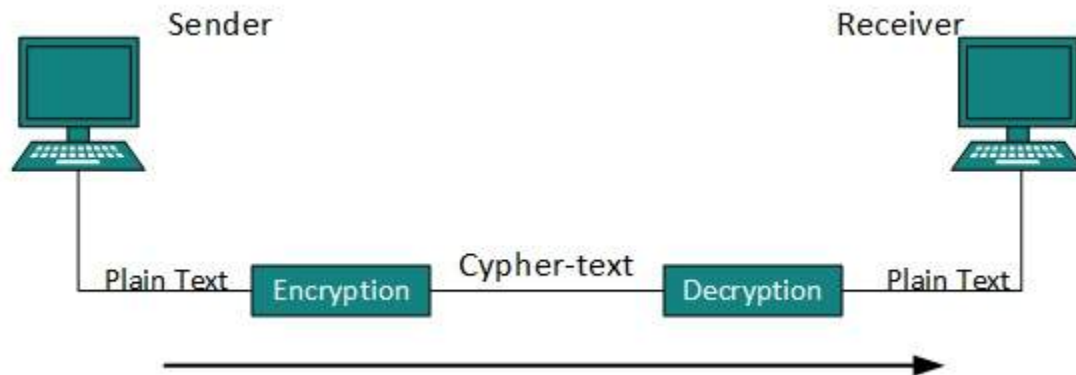 Sender
Receiver
Plain Text
Encryption
Cypher-text
Decryption
Plain Text